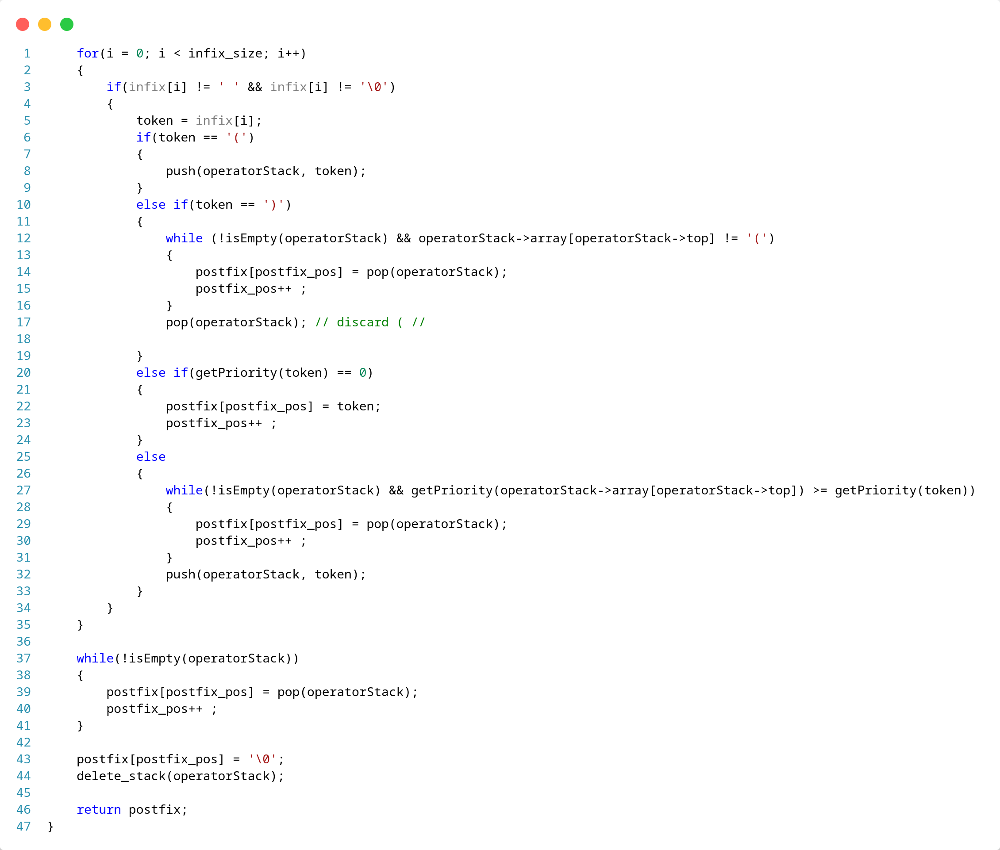 1 for(i = 0; i < infix_size; i++)
2 {
3 if(infix[i] != ' ' && infix[i] != '\0')
4 {
5 token = infix[i];
6 if(token == '(')
7 {
8 push(operatorStack, token);
9 }
10 else if(token == ')')
11 {
12 while (!isEmpty(operatorStack) && operatorStack->array[operatorStack->top] != '(')
13 {
14 postfix[postfix_pos] = pop(operatorStack);
15 postfix_pos++ ;
16 }
17 pop(operatorStack); // discard ( //
18
19 }
20 else if(getPriority(token) == 0)
21 {
22 postfix[postfix_pos] = token;
23 postfix_pos++ ;
24 }
25 else
26 {
27 while(!isEmpty(operatorStack) && getPriority(operatorStack->array[operatorStack->top]) >= getPriority(token))
28 {
29 postfix[postfix_pos] = pop(operatorStack);
30 postfix_pos++ ;
31 }
32 push(operatorStack, token);
33 }
34 }
35 }
36
37 while(!isEmpty(operatorStack))
38 {
39 postfix[postfix_pos] = pop(operatorStack);
40 postfix_pos++ ;
41 }
42
43 postfix[postfix_pos] = '\0';
44 delete_stack(operatorStack);
45
46 return postfix;
47 }